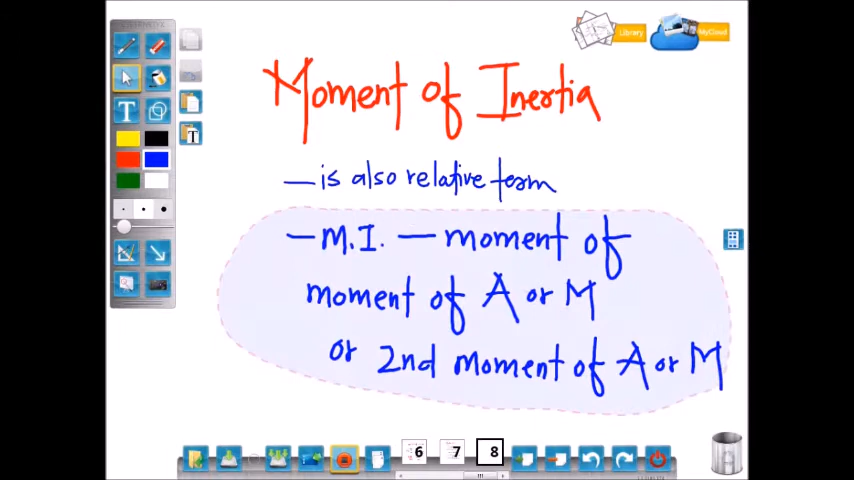 Library
MyCloud
Moment of Inertia
— is also relative term
— M.I. — moment of
moment of A or M
or 2nd moment of A or M
T
T
6
7
8